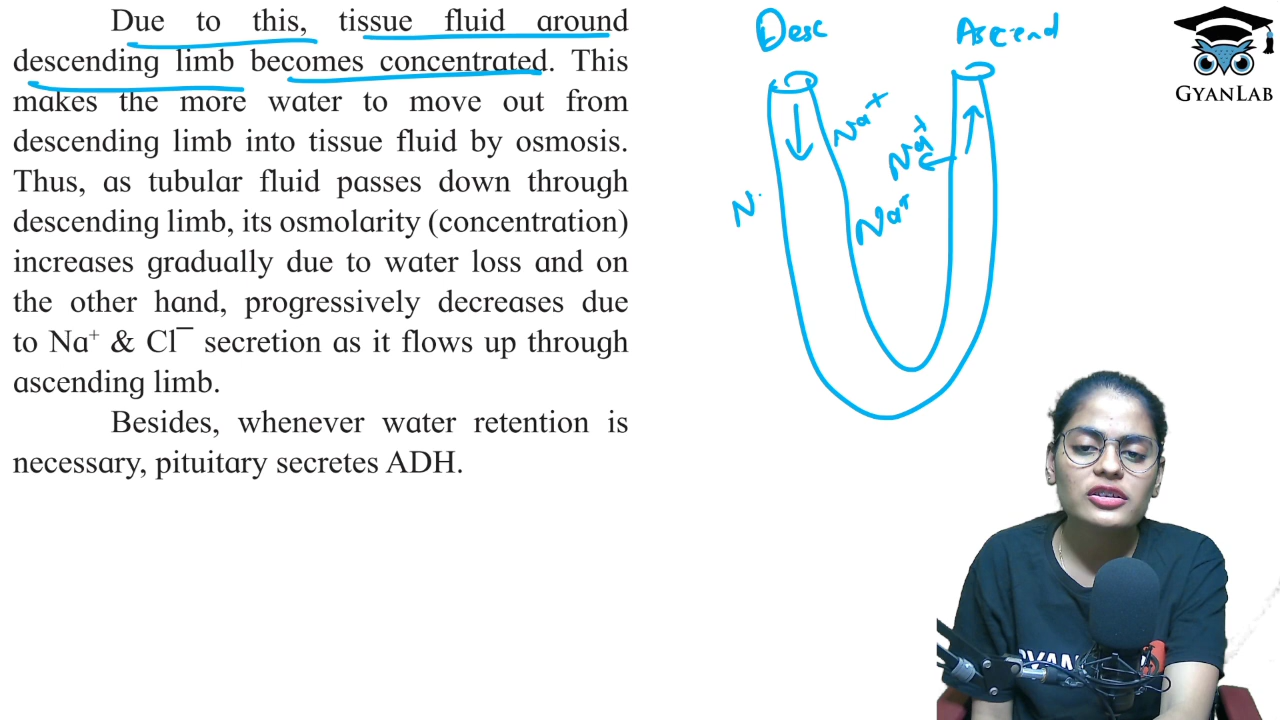 Due to this, tissue fluid around
descending limb becomes concentrated. This
makes the more water to move out from
descending limb into tissue fluid by osmosis.
Thus, as tubular fluid passes down through
descending limb, its osmolarity (concentration)
increases gradually due to water loss and on
the other hand, progressively decreases due
to Na⁺ & Cl⁻ secretion as it flows up through
ascending limb.
Besides, whenever water retention is
necessary, pituitary secretes ADH.
Desc
Ascend
Na⁺
Na⁺
Na⁺
N
GYANLAB